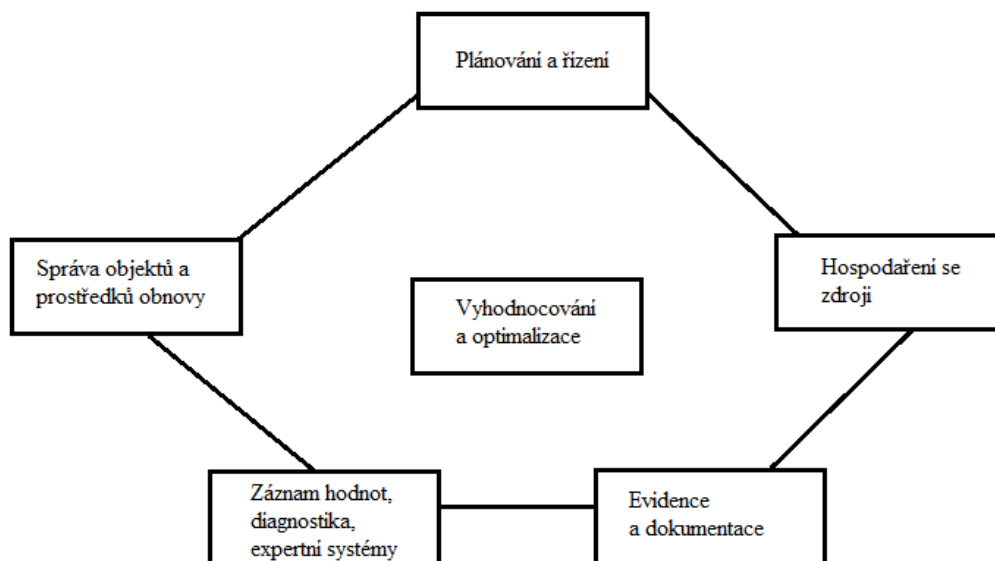 Plánování a řízení
Správa objektů a
prostředků obnovy
Hospodaření se
zdroji
Vyhodnocování
a optimalizace
Záznam hodnot,
diagnostika,
expertní systémy
Evidence
a dokumentace